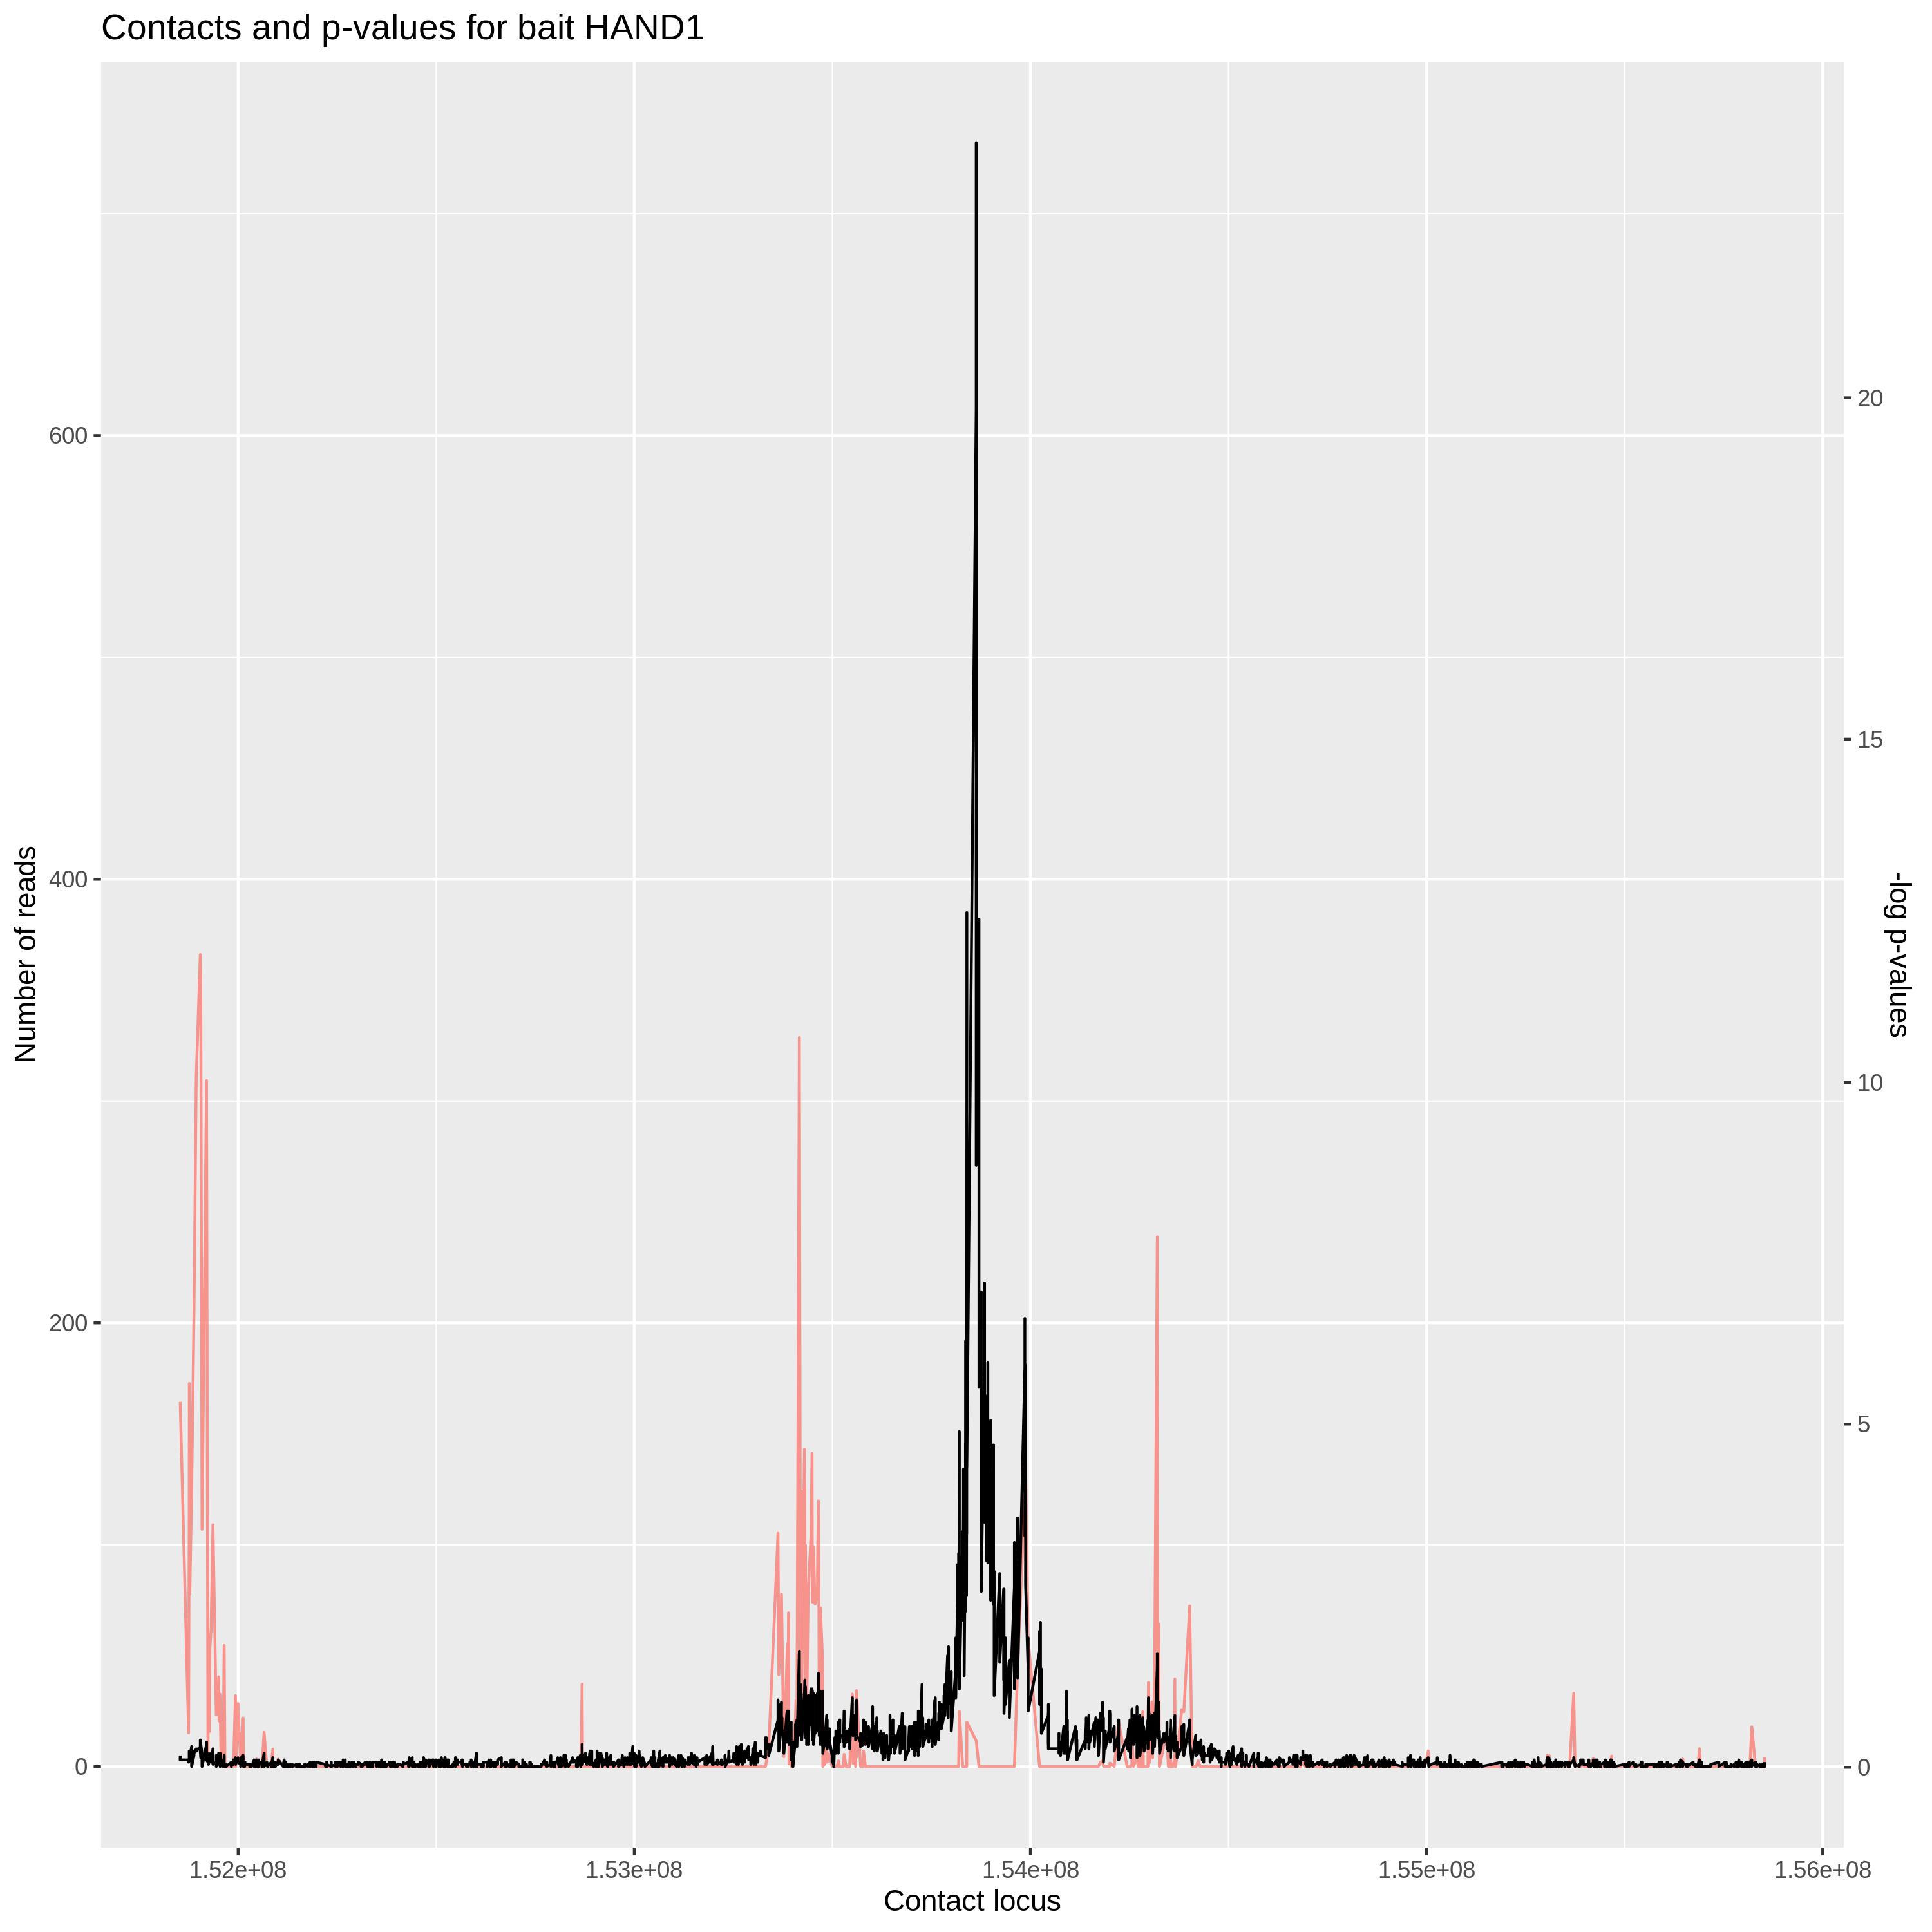 Contacts and p-values for bait HAND1
Number of reads
600
400
200
0
20
15
10
5
0
-log p-values
1.52e+08
1.53e+08
1.54e+08
1.55e+08
1.56e+08
Contact locus